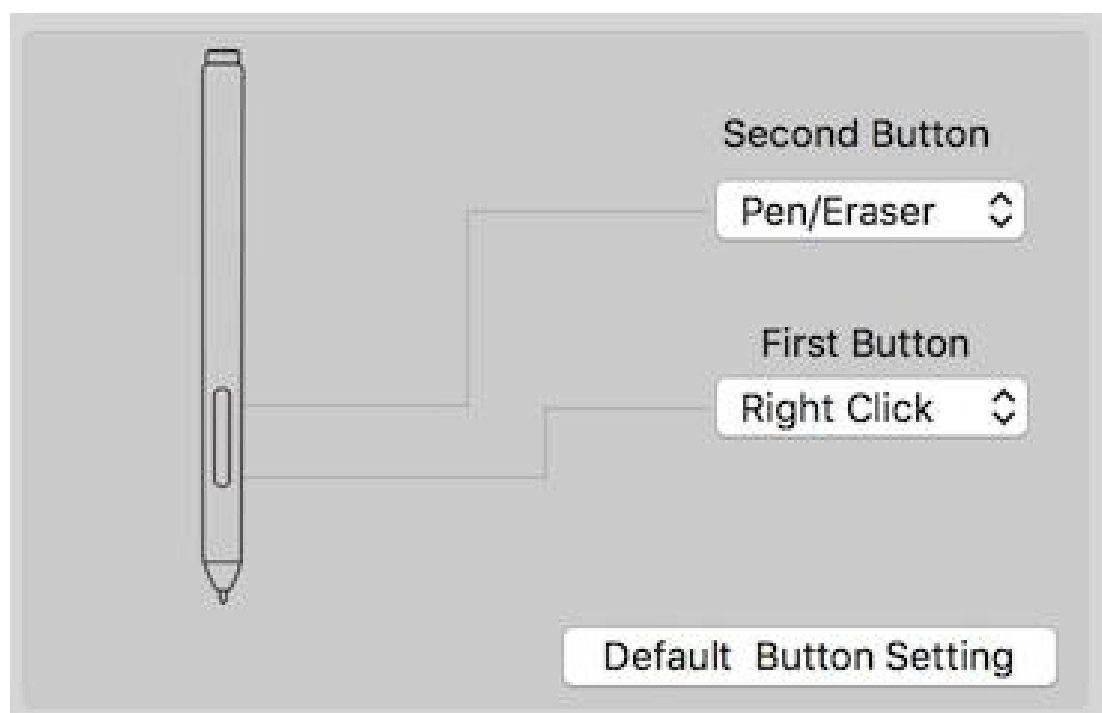 Second Button
Pen/Eraser
First Button
Right Click
Default Button Setting